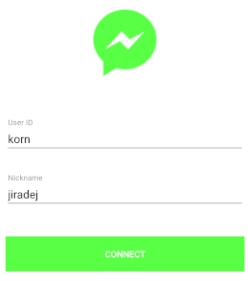 User ID
korn
Nickname
jiradej
CONNECT